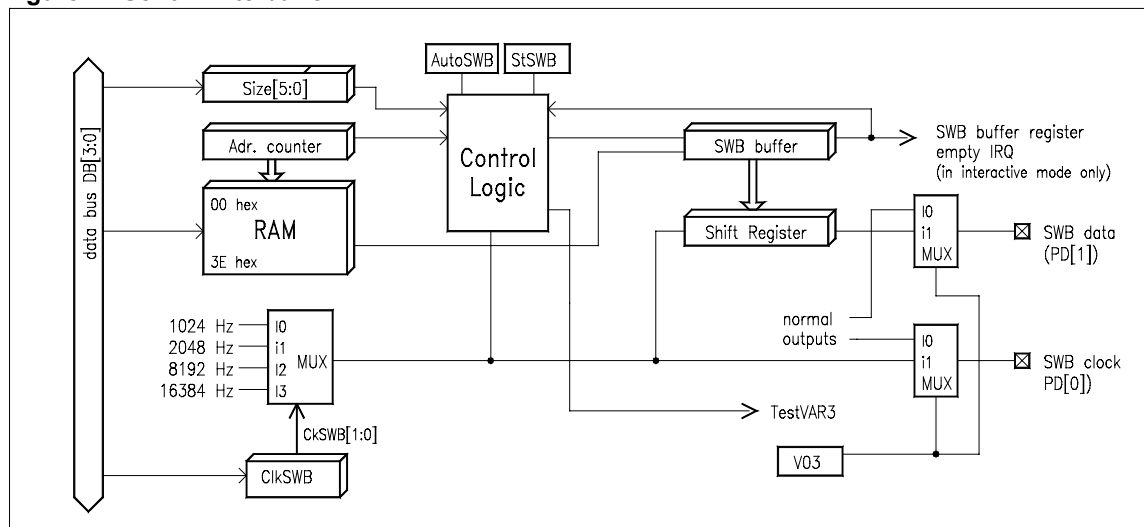 AutoSWB
StSWB
Size[5:0]
data bus DB[3:0]
Adr. counter
Control
Logic
SWB buffer
SWB buffer register
empty IRQ
(in interactive mode only)
00 hex
RAM
3E hex
Shift Register
I0
i1
MUX
SWB data
(PD[1])
1024 Hz
2048 Hz
8192 Hz
16384 Hz
I0
i1
I2
I3
MUX
normal
outputs
I0
i1
MUX
SWB clock
PD[0])
CkSWB[1:0]
TestVAR3
ClkSWB
V03